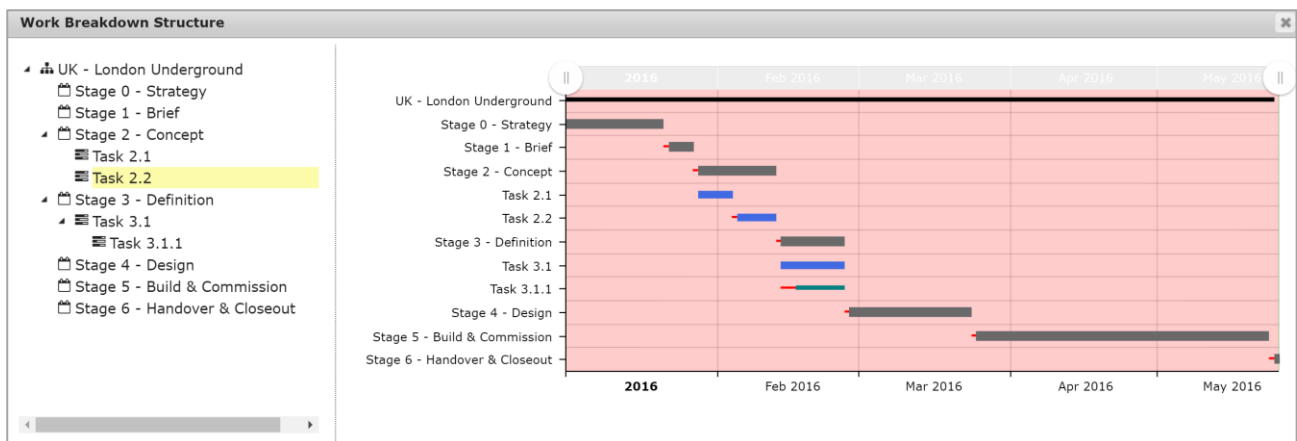 Work Breakdown Structure
UK - London Underground
Stage 0 - Strategy
Stage 1 - Brief
Stage 2 - Concept
Task 2.1
Task 2.2
Stage 3 - Definition
Task 3.1
Task 3.1.1
Stage 4 - Design
Stage 5 - Build & Commission
Stage 6 - Handover & Closeout
2016 Feb 2016 Mar 2016 Apr 2016 May 2016
UK - London Underground
Stage 0 - Strategy
Stage 1 - Brief
Stage 2 - Concept
Task 2.1
Task 2.2
Stage 3 - Definition
Task 3.1
Task 3.1.1
Stage 4 - Design
Stage 5 - Build & Commission
Stage 6 - Handover & Closeout
2016 Feb 2016 Mar 2016 Apr 2016 May 2016